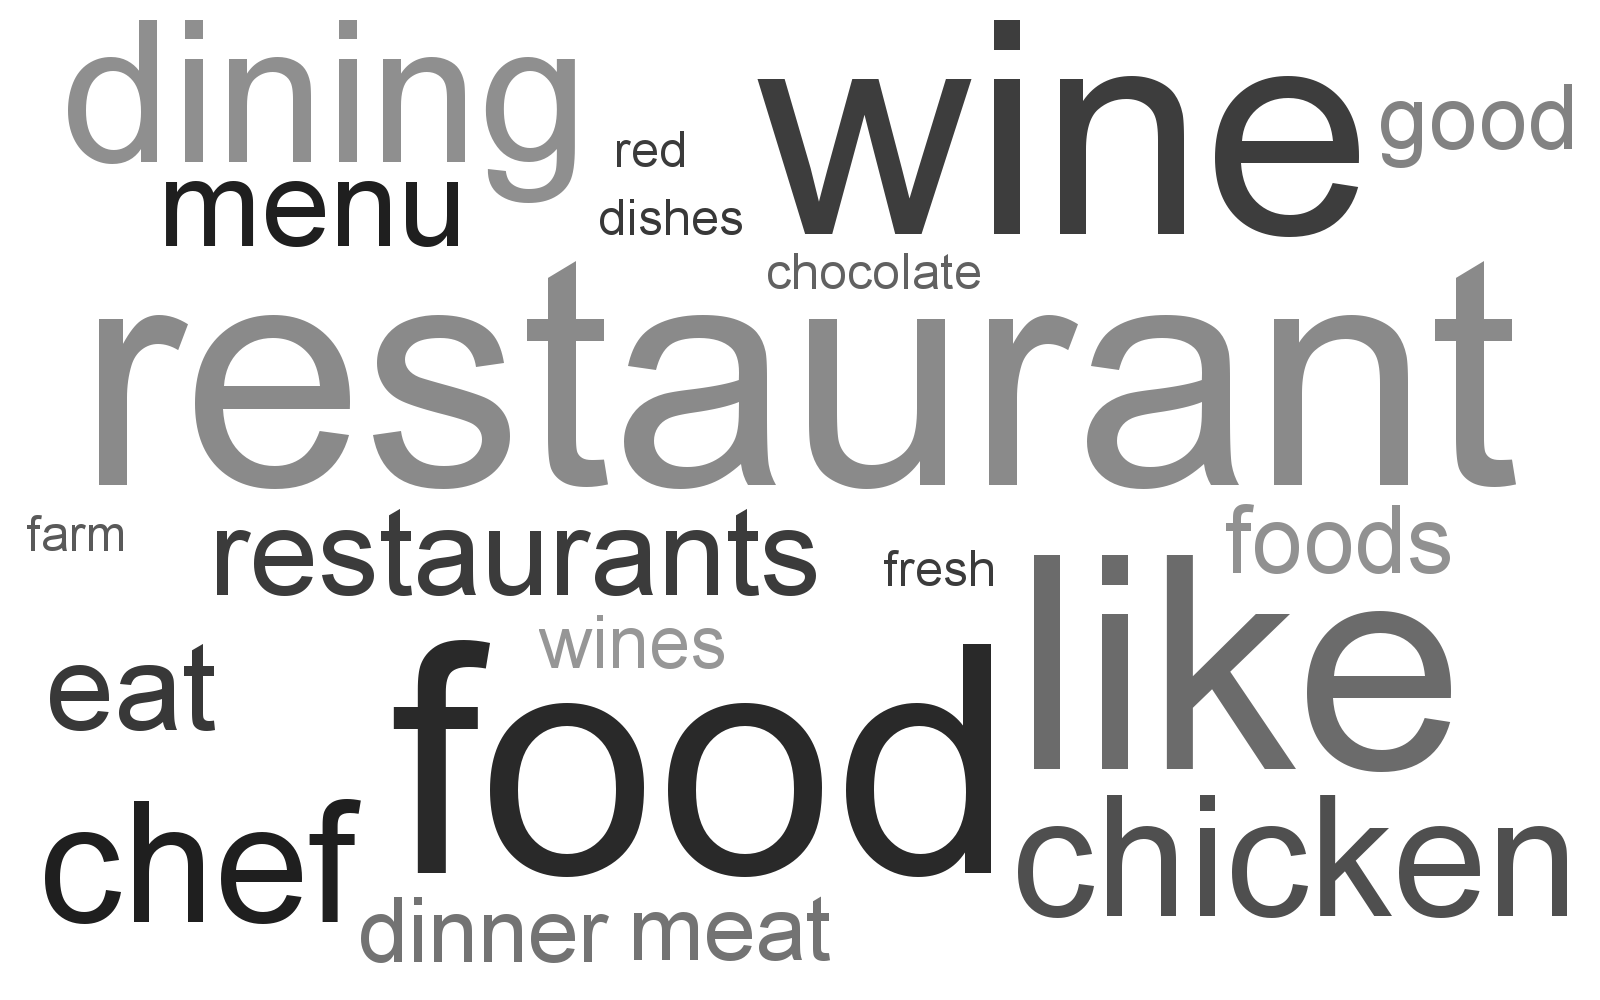 dining
wine
good
red
menu
dishes
chocolate
restaurant
farm
restaurants
fresh
foods
like
wines
eat
food
chef
chicken
dinner
meat